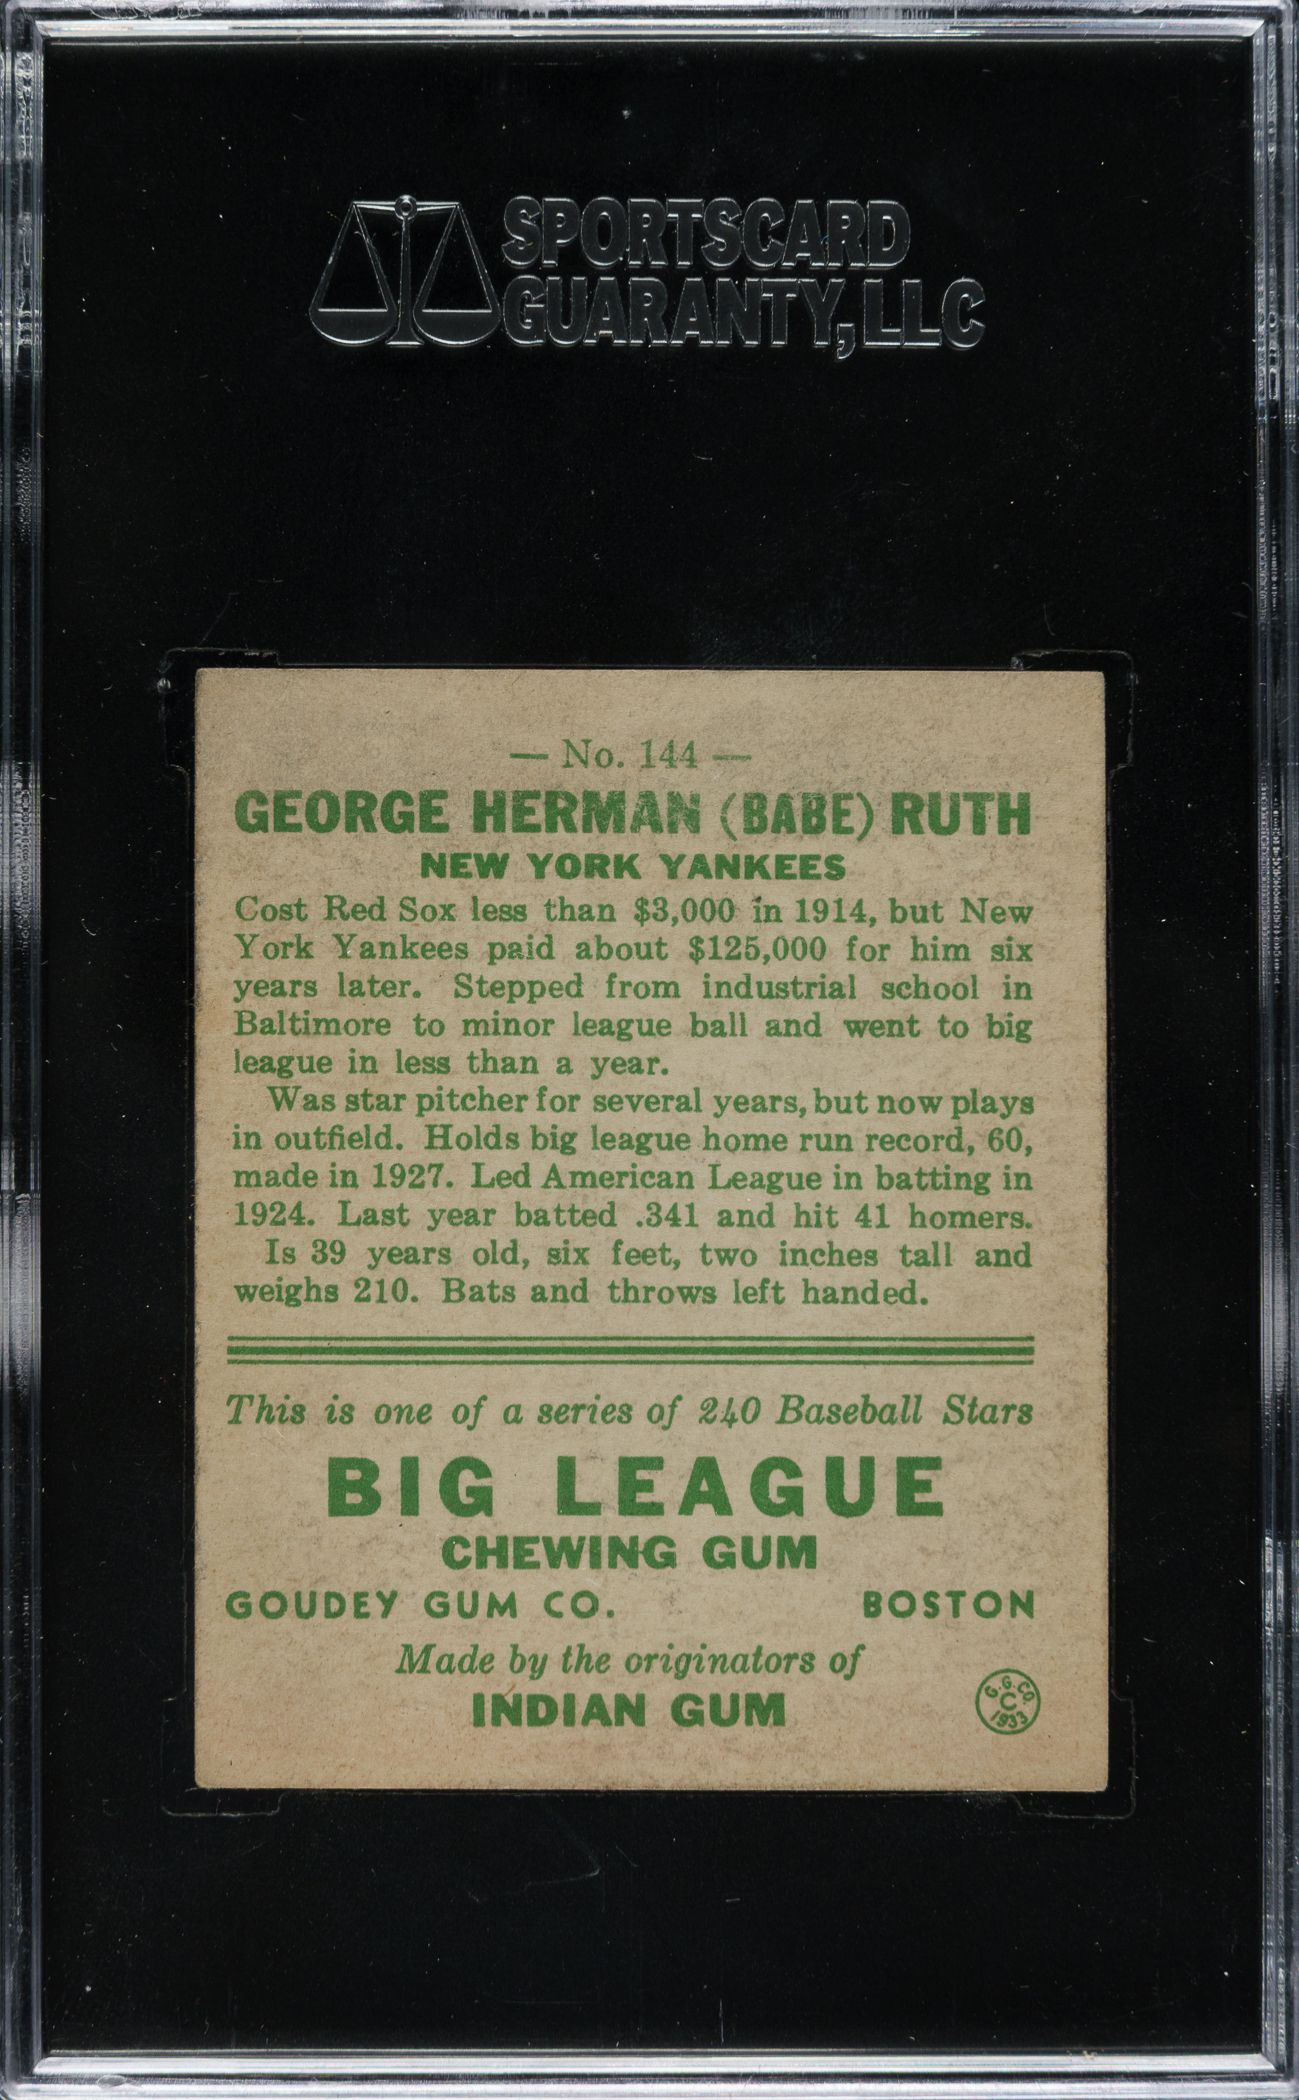 SPORTSCARD
GUARANTY, LLC
— No. 144 —
GEORGE HERMAN (BABE) RUTH
NEW YORK YANKEES
Cost Red Sox less than $3,000 in 1914, but New
York Yankees paid about $125,000 for him six
years later. Stepped from industrial school in
Baltimore to minor league ball and went to big
league in less than a year.
Was star pitcher for several years, but now plays
in outfield. Holds big league home run record, 60,
made in 1927. Led American League in batting in
1924. Last year batted .341 and hit 41 homers.
Is 39 years old, six feet, two inches tall and
weighs 210. Bats and throws left handed.
This is one of a series of 240 Baseball Stars
BIG LEAGUE
CHEWING GUM
GOUDEY GUM CO. BOSTON
Made by the originators of
INDIAN GUM
G. G. CO.
C
1933